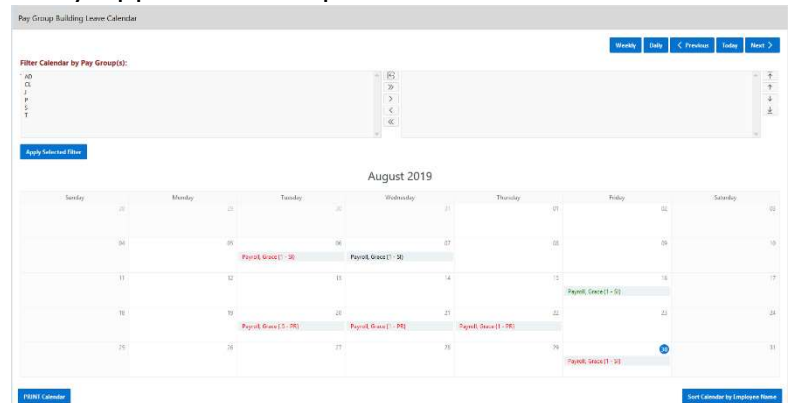 Pay Group Building Leave Calendar
Weekly Daily < Previous Today Next >
Filter Calendar by Pay Group(s):
AD
CL
J
P
S
T
Apply Selected Filter
August 2019
Sunday Monday Tuesday Wednesday Thursday Friday Saturday
28 29 30 31 01 02 03
04 05 06 07 08 09 10
Payroll, Grace (1 - SI) Payroll, Grace (1 - SI)
11 12 13 14 15 16 17
Payroll, Grace (1 - SI)
18 19 20 21 22 23 24
Payroll, Grace (.5 - PR) Payroll, Grace (1 - PR) Payroll, Grace (1 - PR)
25 26 27 28 29 30 31
Payroll, Grace (1 - SI)
PRINT Calendar Sort Calendar by Employee Name